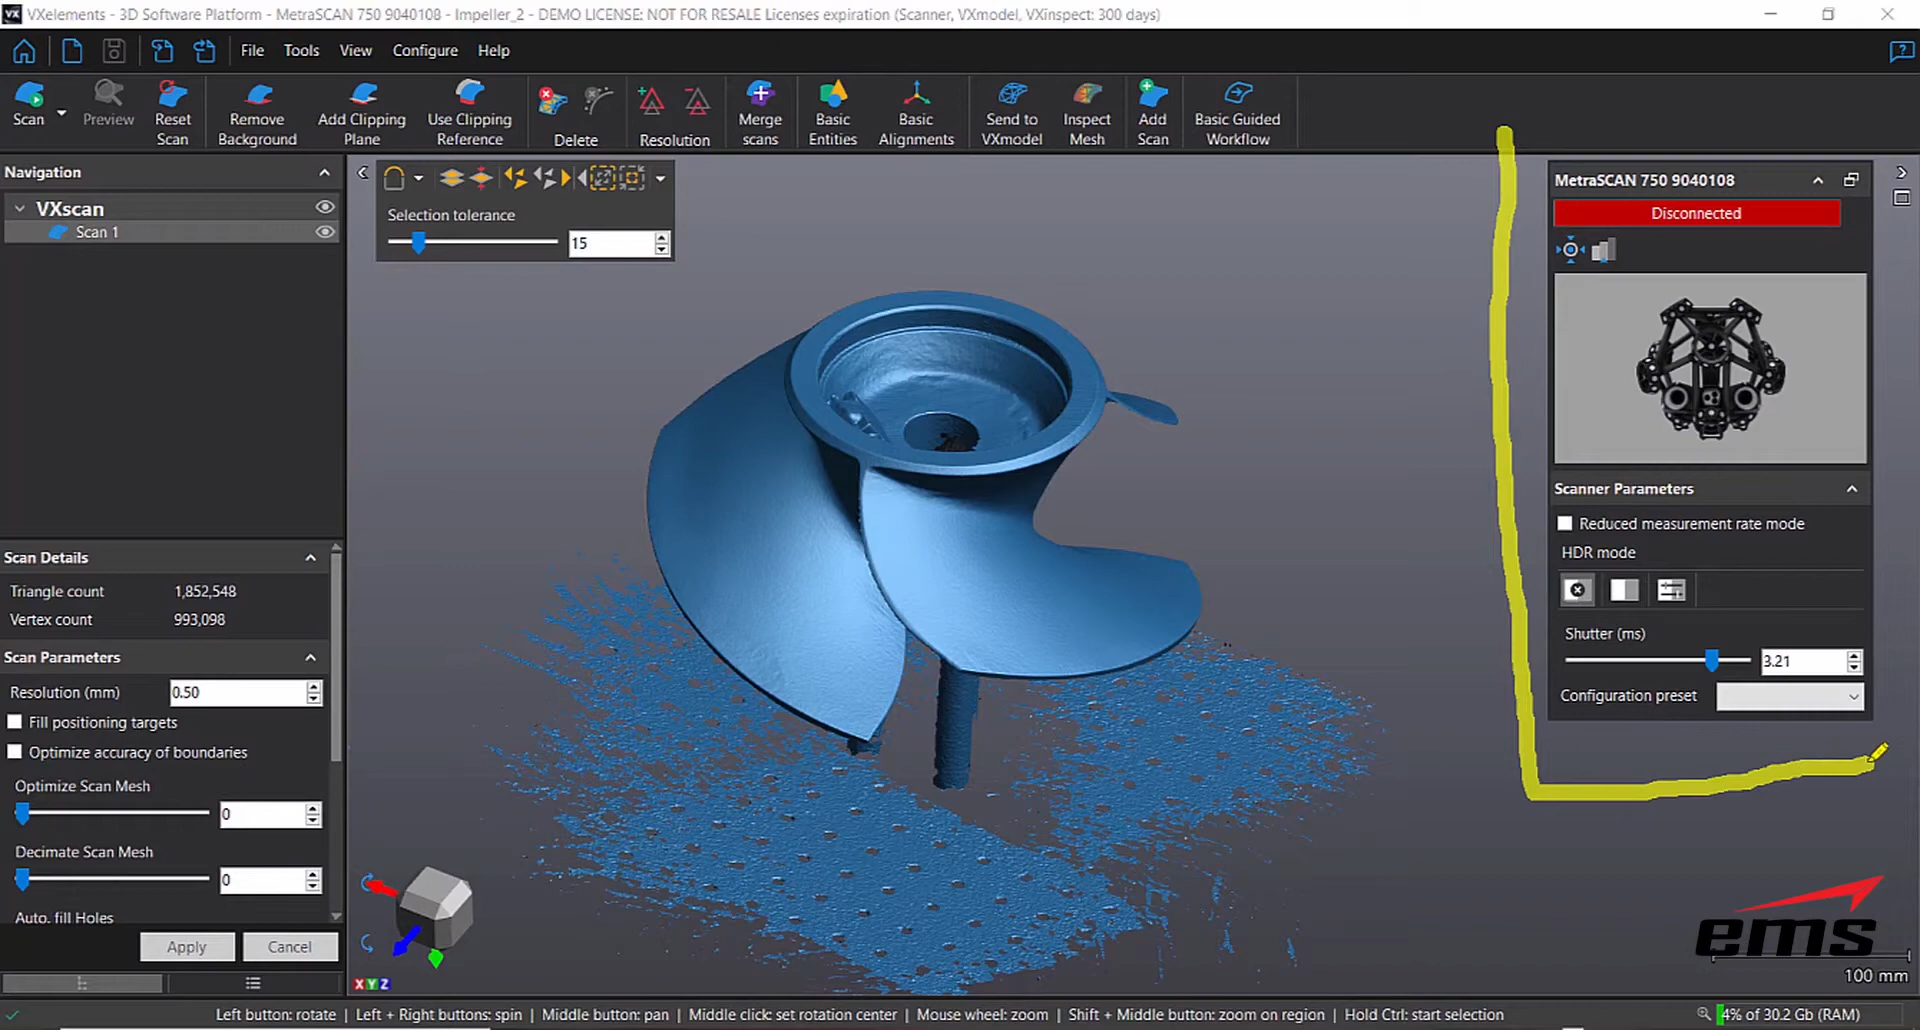 VXelements - 3D Software Platform - MetraSCAN 750 9040108 - Impeller_2 - DEMO LICENSE: NOT FOR RESALE Licenses expiration (Scanner, VXmodel, VXinspect: 300 days)
File Tools View Configure Help
Scan Preview Reset Scan Remove Background Add Clipping Plane Use Clipping Reference Delete Resolution Merge scans Basic Entities Basic Alignments Send to VXmodel Inspect Mesh Add Scan Basic Guided Workflow
Navigation
VXscan
Scan 1
Selection tolerance
15
MetraSCAN 750 9040108
Disconnected
Scanner Parameters
Reduced measurement rate mode
HDR mode
Shutter (ms)
3.21
Configuration preset
Scan Details
Triangle count 1,852,548
Vertex count 993,098
Scan Parameters
Resolution (mm) 0.50
Fill positioning targets
Optimize accuracy of boundaries
Optimize Scan Mesh
0
Decimate Scan Mesh
0
Auto. fill Holes
Apply Cancel
X Y Z
ems
100 mm
Left button: rotate | Left + Right buttons: spin | Middle button: pan | Middle click: set rotation center | Mouse wheel: zoom | Shift + Middle button: zoom on region | Hold Ctrl: start selection
4% of 30.2 Gb (RAM)